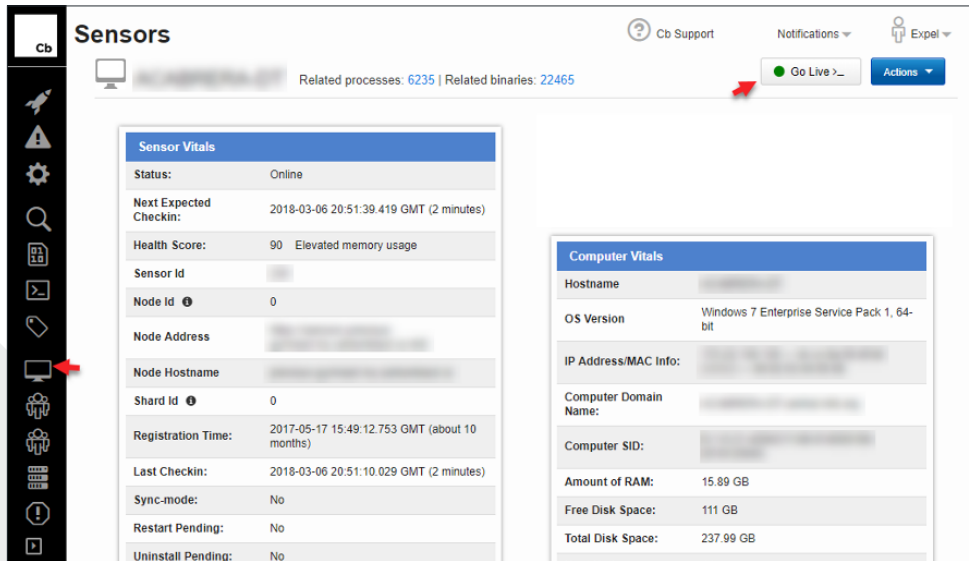 Cb
Sensors
Cb Support
Notifications
Expel
Related processes: 6235 | Related binaries: 22465
Go Live >_
Actions
Sensor Vitals
Status: Online
Next Expected
Checkin:
2018-03-06 20:51:39.419 GMT (2 minutes)
Health Score: 90 Elevated memory usage
Sensor Id
Node Id 0
Node Address
Node Hostname
Shard Id 0
Registration Time:
2017-05-17 15:49:12.753 GMT (about 10
months)
Last Checkin: 2018-03-06 20:51:10.029 GMT (2 minutes)
Sync-mode: No
Restart Pending: No
Uninstall Pending: No
Computer Vitals
Hostname
OS Version
Windows 7 Enterprise Service Pack 1, 64-
bit
IP Address/MAC Info:
Computer Domain
Name:
Computer SID:
Amount of RAM: 15.89 GB
Free Disk Space: 111 GB
Total Disk Space: 237.99 GB